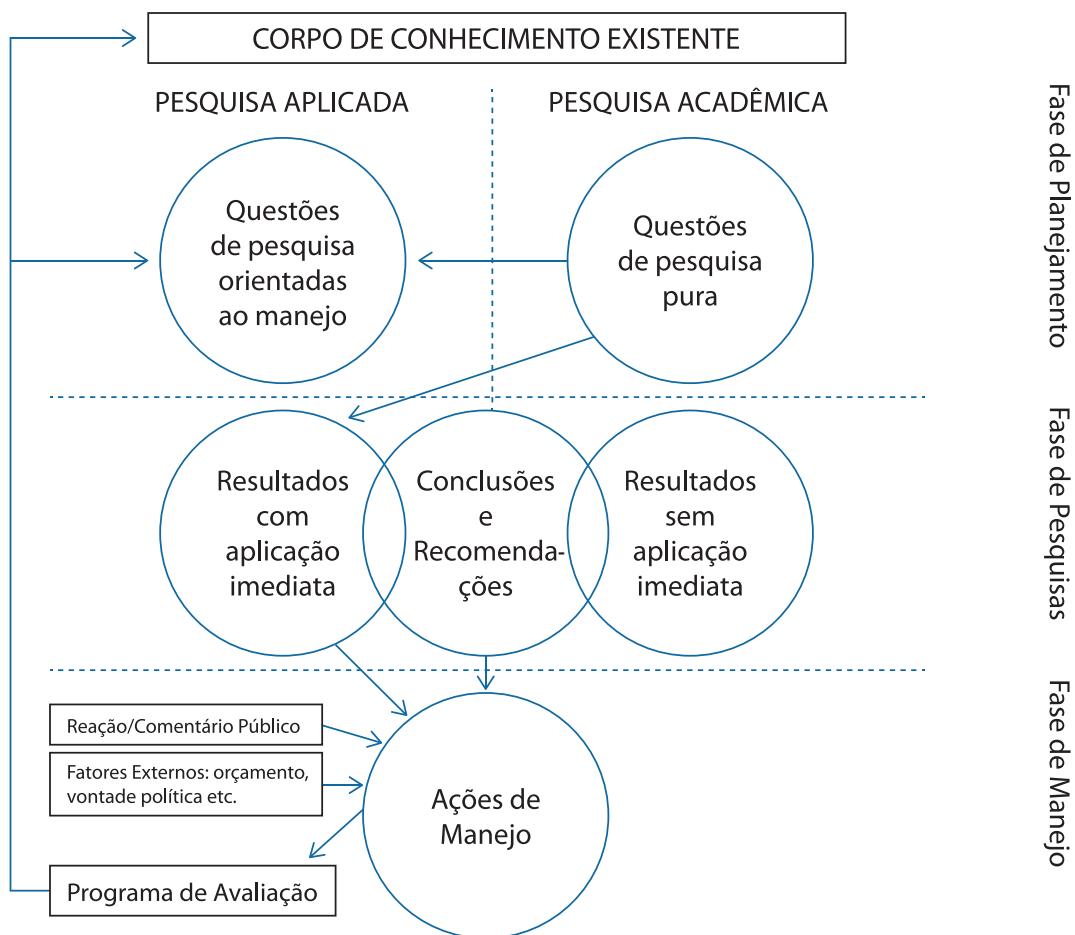 CORPO DE CONHECIMENTO EXISTENTE
PESQUISA APLICADA
PESQUISA ACADÊMICA
Questões
de pesquisa
orientadas
ao manejo
Questões
de pesquisa
pura
Fase de Planejamento
Resultados
com
aplicação
imediata
Conclusões
e
Recomenda-
ções
Resultados
sem
aplicação
imediata
Fase de Pesquisas
Reação/Comentário Público
Fatores Externos: orçamento,
vontade política etc.
Programa de Avaliação
Ações de
Manejo
Fase de Manejo